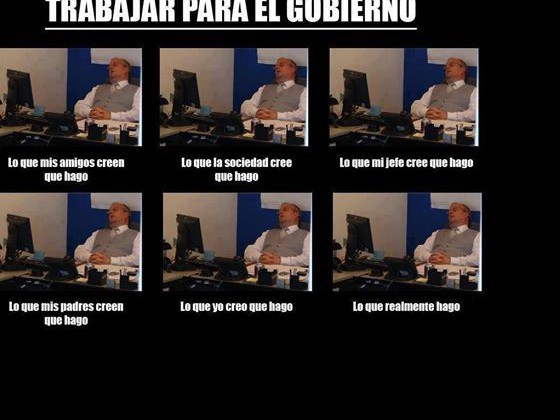 TRABAJAR PARA EL GOBIERNO
Lo que mis amigos creen
que hago
Lo que la sociedad cree
que hago
Lo que mi jefe cree que hago
Lo que mis padres creen
que hago
Lo que yo creo que hago
Lo que realmente hago